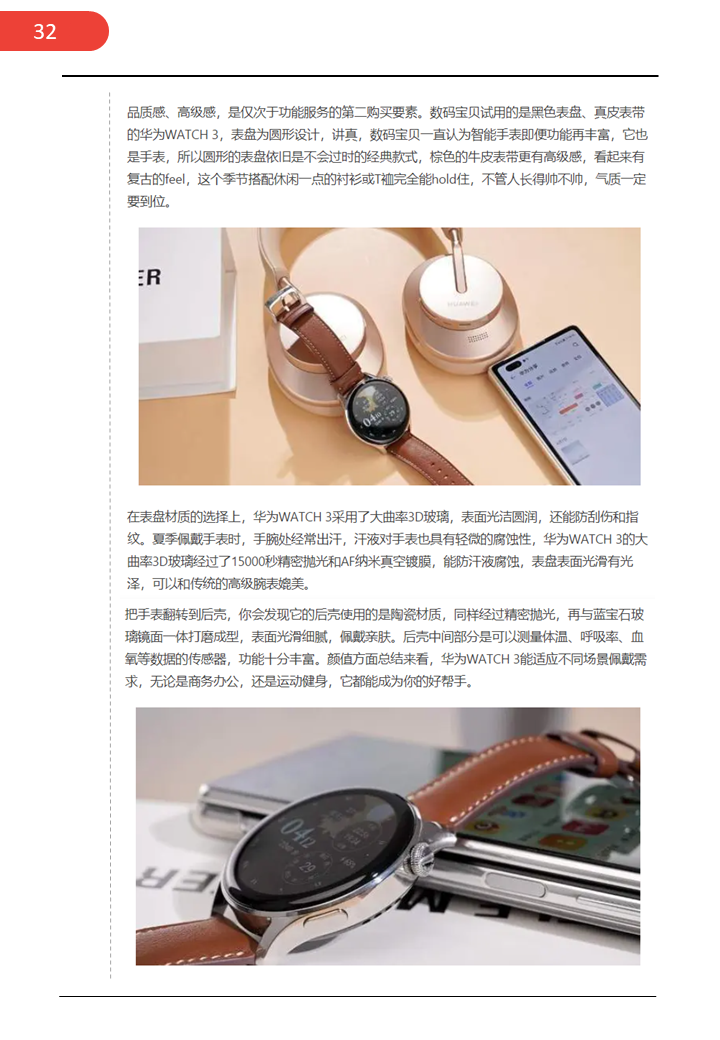 32
品质感、高级感，是仅次于功能服务的第二购买要素。数码宝贝试用的是黑色表盘、真皮表带
的华为WATCH 3，表盘为圆形设计，讲真，数码宝贝一直认为智能手表即便功能再丰富，它也
是手表，所以圆形的表盘依旧是不会过时的经典款式，棕色的牛皮表带更有高级感，看起来有
复古的feel，这个季节搭配休闲一点的衬衫或T裇完全能hold住，不管人长得帅不帅，气质一定
要到位。
ER
HUAWEI
04
在表盘材质的选择上，华为WATCH 3采用了大曲率3D玻璃，表面光洁圆润，还能防刮伤和指
纹。夏季佩戴手表时，手腕处经常出汗，汗液对手表也具有轻微的腐蚀性，华为WATCH 3的大
曲率3D玻璃经过了15000秒精密抛光和AF纳米真空镀膜，能防汗液腐蚀，表盘表面光滑有光
泽，可以和传统的高级腕表媲美。
把手表翻转到后壳，你会发现它的后壳使用的是陶瓷材质，同样经过精密抛光，再与蓝宝石玻
璃镜面一体打磨成型，表面光滑细腻，佩戴亲肤。后壳中间部分是可以测量体温、呼吸率、血
氧等数据的传感器，功能十分丰富。颜值方面总结来看，华为WATCH 3能适应不同场景佩戴需
求，无论是商务办公，还是运动健身，它都能成为你的好帮手。
0412
29